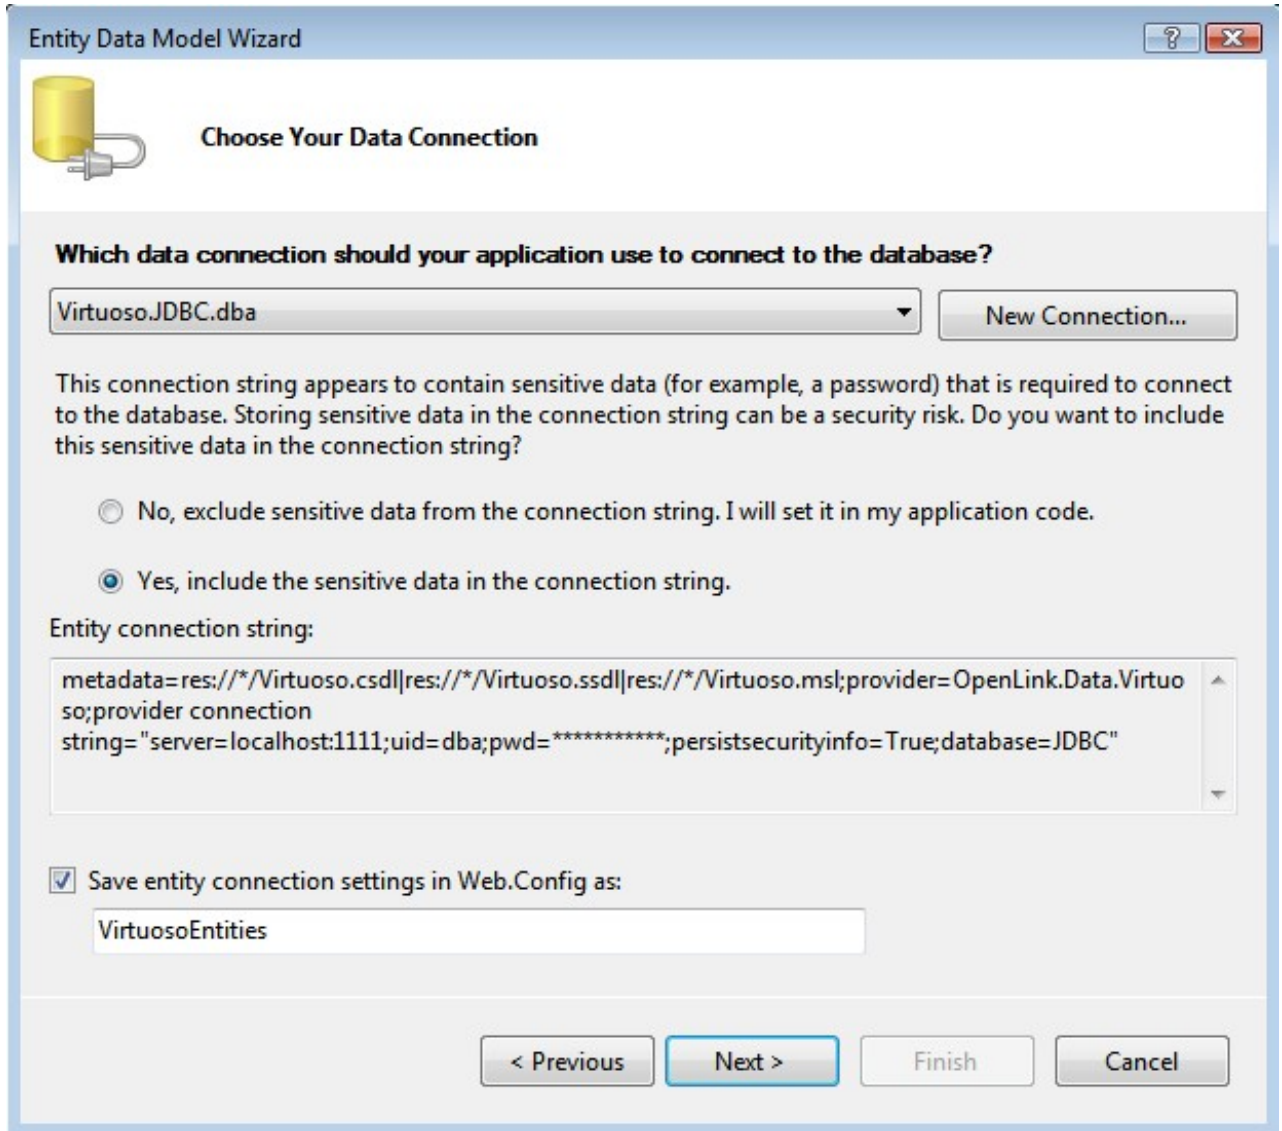 Entity Data Model Wizard
Choose Your Data Connection
Which data connection should your application use to connect to the database?
Virtuoso.JDBC.dba
New Connection...
This connection string appears to contain sensitive data (for example, a password) that is required to connect
to the database. Storing sensitive data in the connection string can be a security risk. Do you want to include
this sensitive data in the connection string?
No, exclude sensitive data from the connection string. I will set it in my application code.
Yes, include the sensitive data in the connection string.
Entity connection string:
metadata=res://*/Virtuoso.csdl|res://*/Virtuoso.ssdl|res://*/Virtuoso.msl;provider=OpenLink.Data.Virtuo
so;provider connection
string="server=localhost:1111;uid=dba;pwd=***********;persistsecurityinfo=True;database=JDBC"
Save entity connection settings in Web.Config as:
VirtuosoEntities
< Previous
Next >
Finish
Cancel